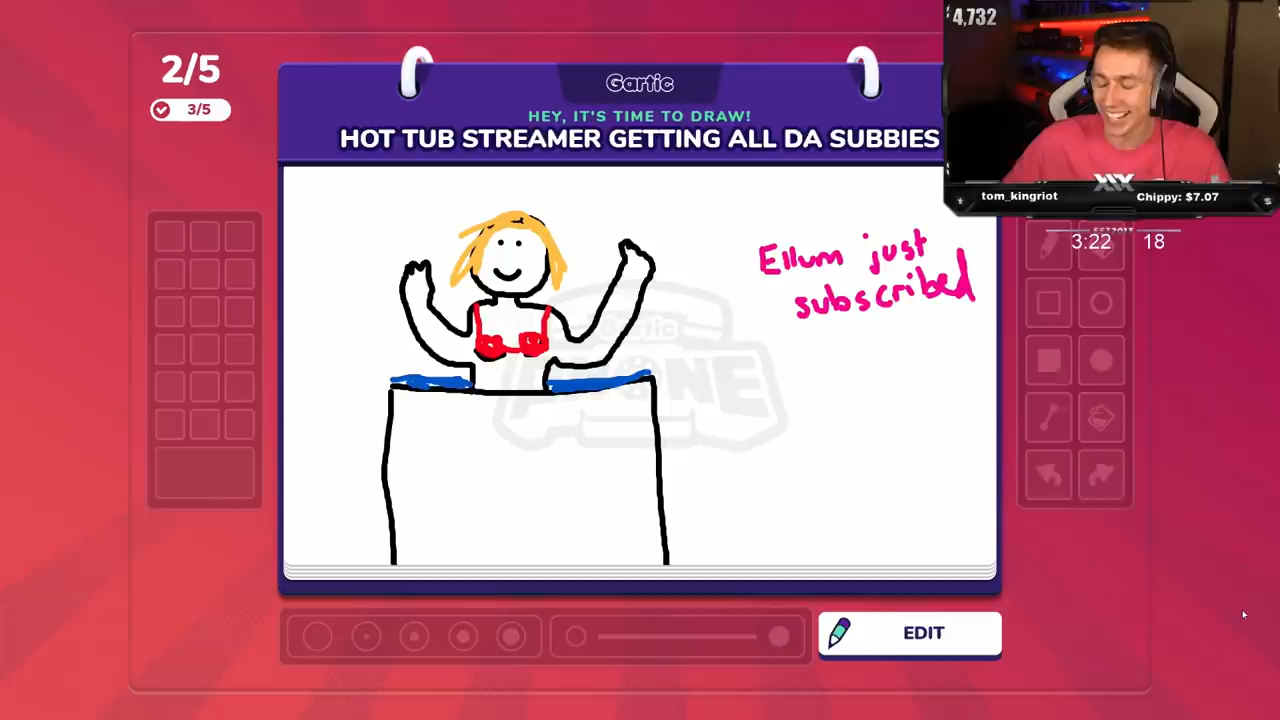 4,732
2/5
3/5
Gartic
HEY, IT'S TIME TO DRAW!
HOT TUB STREAMER GETTING ALL DA SUBBIES
tom_kingriot
Chippy: $7.07
3:22
18
Ellum just
subscribed
EDIT